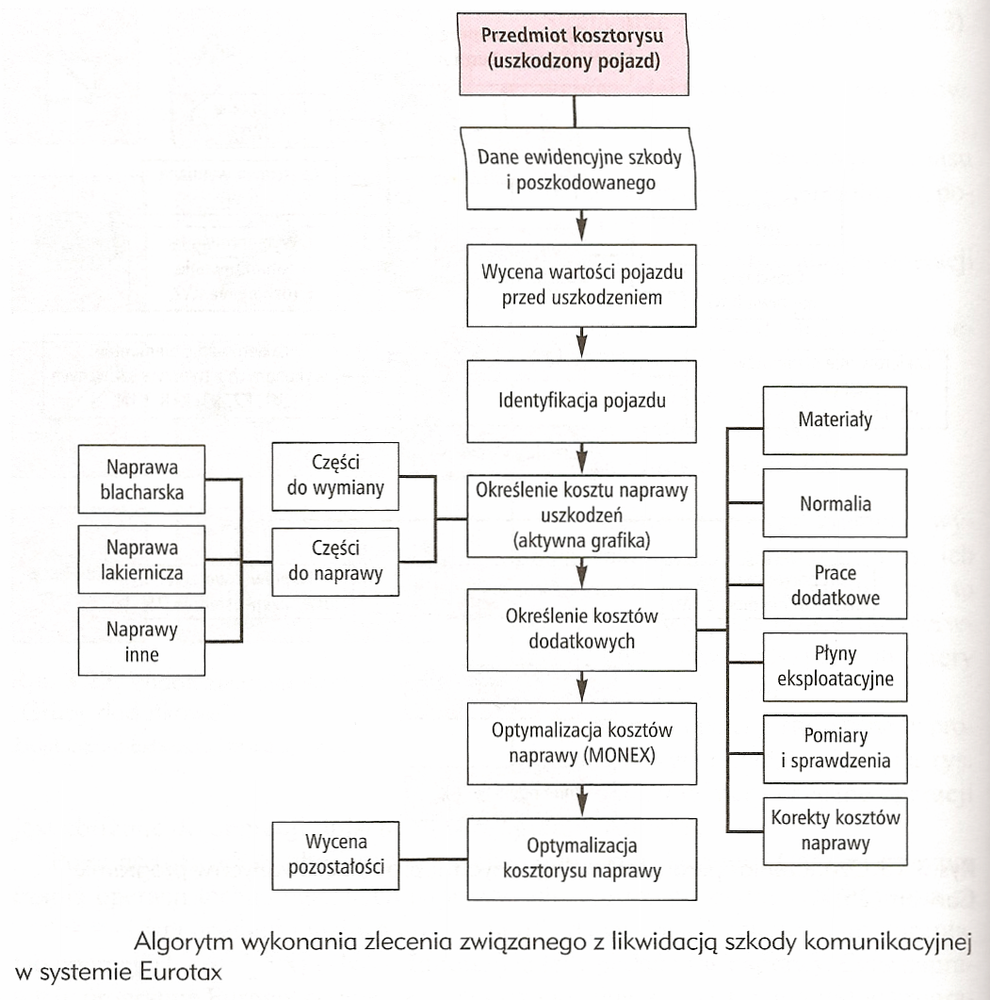 Przedmiot kosztorysu
(uszkodzony pojazd)
Dane ewidencyjne szkody
i poszkodowanego
Wycena wartości pojazdu
przed uszkodzeniem
Identyfikacja pojazdu
Określenie kosztu naprawy
uszkodzeń
(aktywna grafika)
Części
do wymiany
Części
do naprawy
Naprawa
blacharska
Naprawa
lakiernicza
Naprawy
inne
Określenie kosztów
dodatkowych
Materiały
Normalia
Prace
dodatkowe
Płyny
eksploatacyjne
Pomiary
i sprawdzenia
Korekty kosztów
naprawy
Optymalizacja kosztów
naprawy (MONEX)
Optymalizacja
kosztorysu naprawy
Wycena
pozostałości
Algorytm wykonania zlecenia związanego z likwidacją szkody komunikacyjnej
w systemie Eurotax